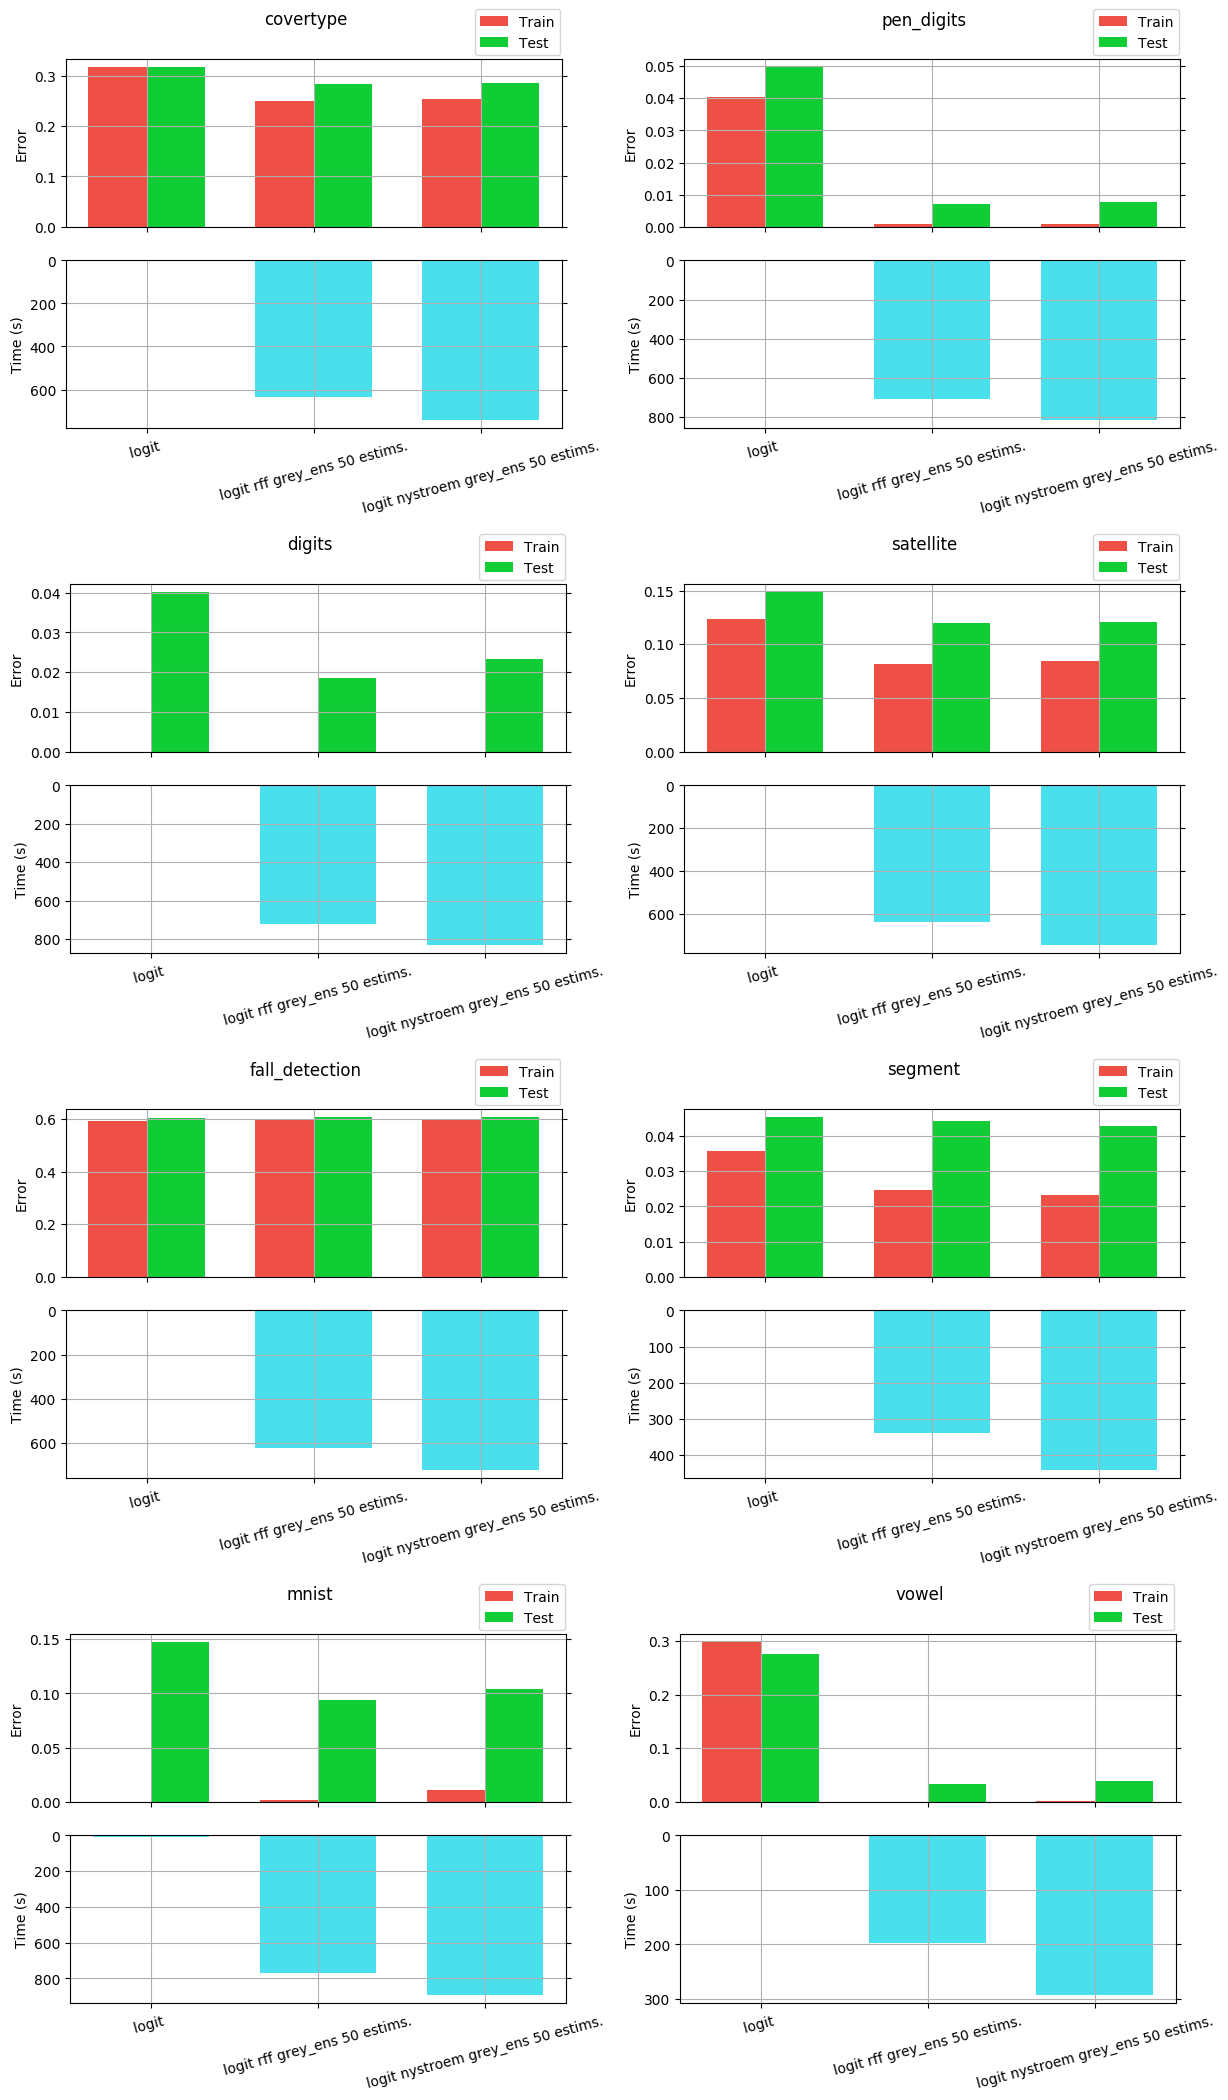 covertype
Train
Test
0.3
0.2
0.1
0.0
Error
0
200
400
600
Time (s)
logit
logit rff grey_ens 50 estims.
logit nystroem grey_ens 50 estims.
pen_digits
Train
Test
0.05
0.04
0.03
0.02
0.01
0.00
Error
0
200
400
600
800
Time (s)
logit
logit rff grey_ens 50 estims.
logit nystroem grey_ens 50 estims.
digits
Train
Test
0.04
0.03
0.02
0.01
0.00
Error
0
200
400
600
800
Time (s)
logit
logit rff grey_ens 50 estims.
logit nystroem grey_ens 50 estims.
satellite
Train
Test
0.15
0.10
0.05
0.00
Error
0
200
400
600
Time (s)
logit
logit rff grey_ens 50 estims.
logit nystroem grey_ens 50 estims.
fall_detection
Train
Test
0.6
0.4
0.2
0.0
Error
0
200
400
600
Time (s)
logit
logit rff grey_ens 50 estims.
logit nystroem grey_ens 50 estims.
segment
Train
Test
0.04
0.03
0.02
0.01
0.00
Error
0
100
200
300
400
Time (s)
logit
logit rff grey_ens 50 estims.
logit nystroem grey_ens 50 estims.
mnist
Train
Test
0.15
0.10
0.05
0.00
Error
0
200
400
600
800
Time (s)
logit
logit rff grey_ens 50 estims.
logit nystroem grey_ens 50 estims.
vowel
Train
Test
0.3
0.2
0.1
0.0
Error
0
100
200
300
Time (s)
logit
logit rff grey_ens 50 estims.
logit nystroem grey_ens 50 estims.